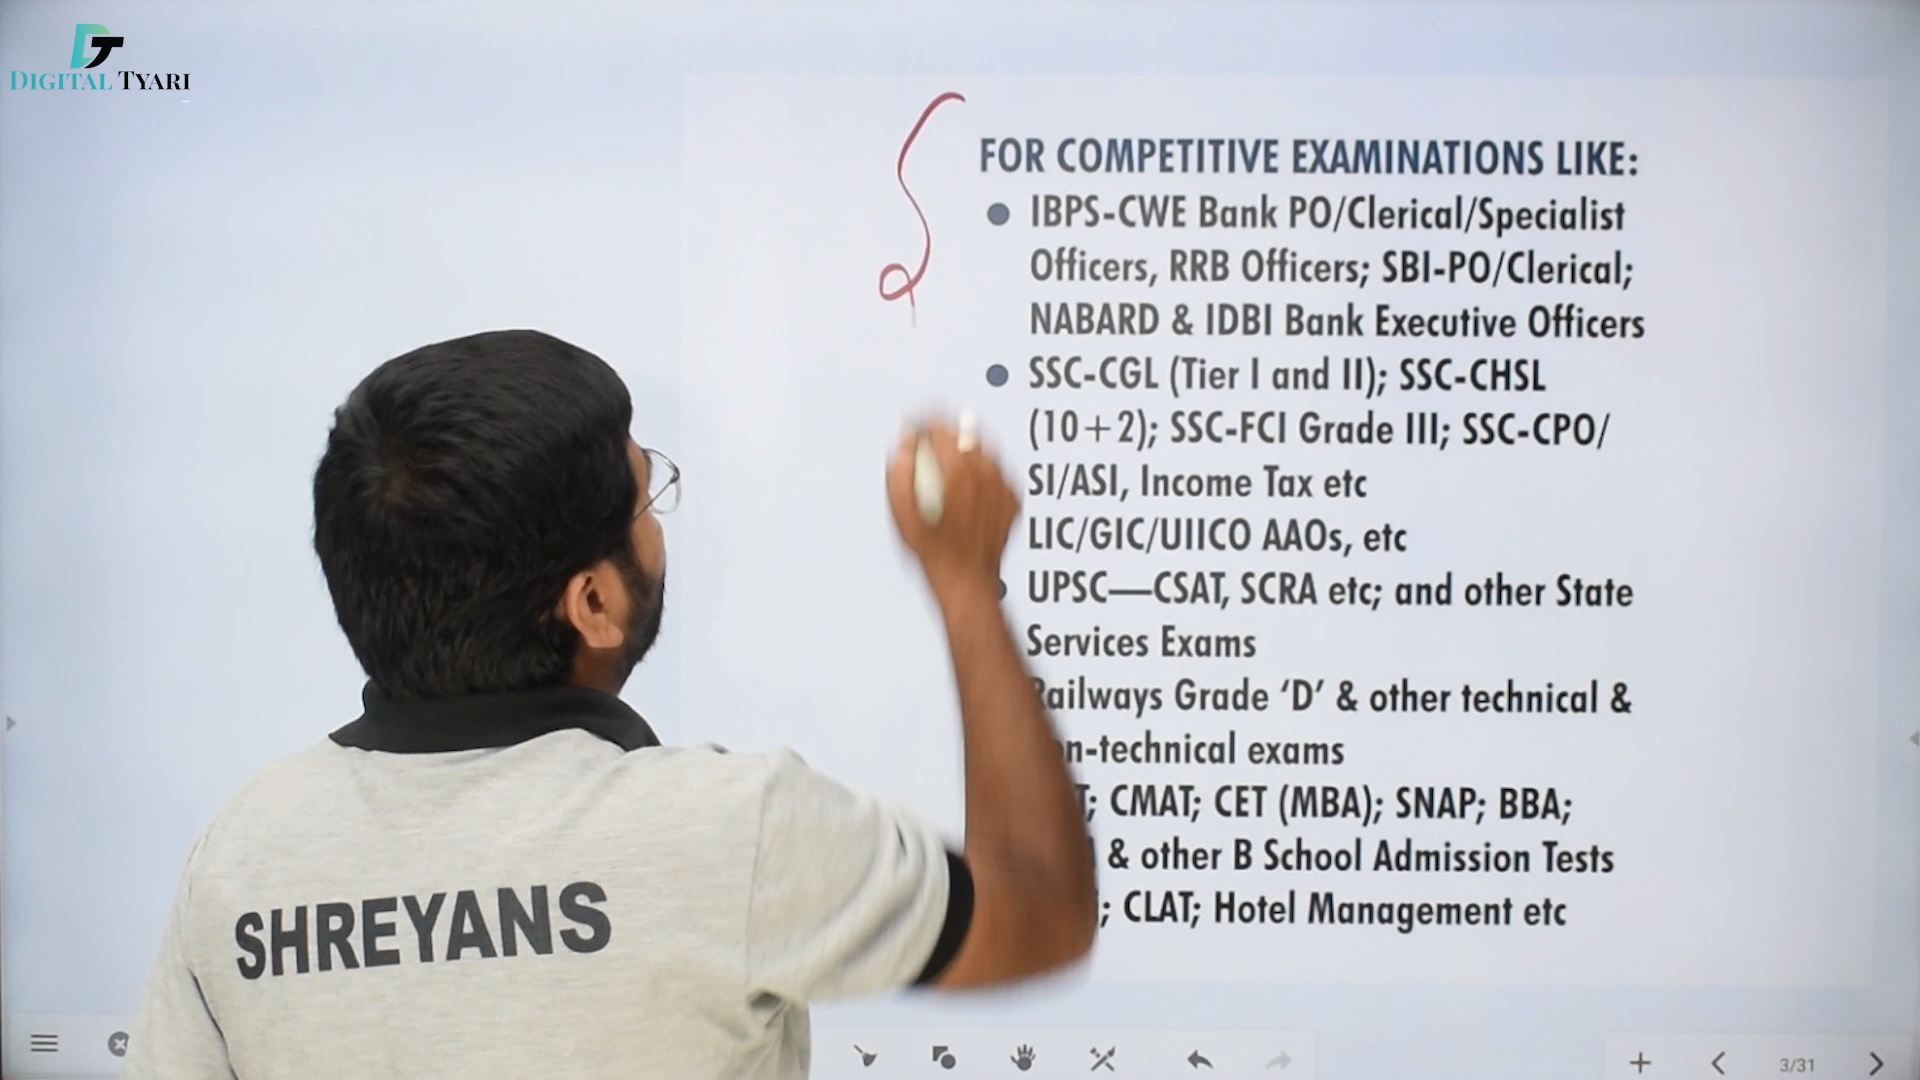 DIGITAL TYARI
FOR COMPETITIVE EXAMINATIONS LIKE:
IBPS-CWE Bank PO/Clerical/Specialist
Officers, RRB Officers; SBI-PO/Clerical;
NABARD & IDBI Bank Executive Officers
SSC-CGL (Tier I and II); SSC-CHSL
(10+2); SSC-FCI Grade III; SSC-CPO/
SI/ASI, Income Tax etc
LIC/GIC/UIICO AAOs, etc
UPSC—CSAT, SCRA etc; and other State
Services Exams
Railways Grade ‘D’ & other technical &
n-technical exams
; CMAT; CET (MBA); SNAP; BBA;
& other B School Admission Tests
; CLAT; Hotel Management etc
SHREYANS
3/31